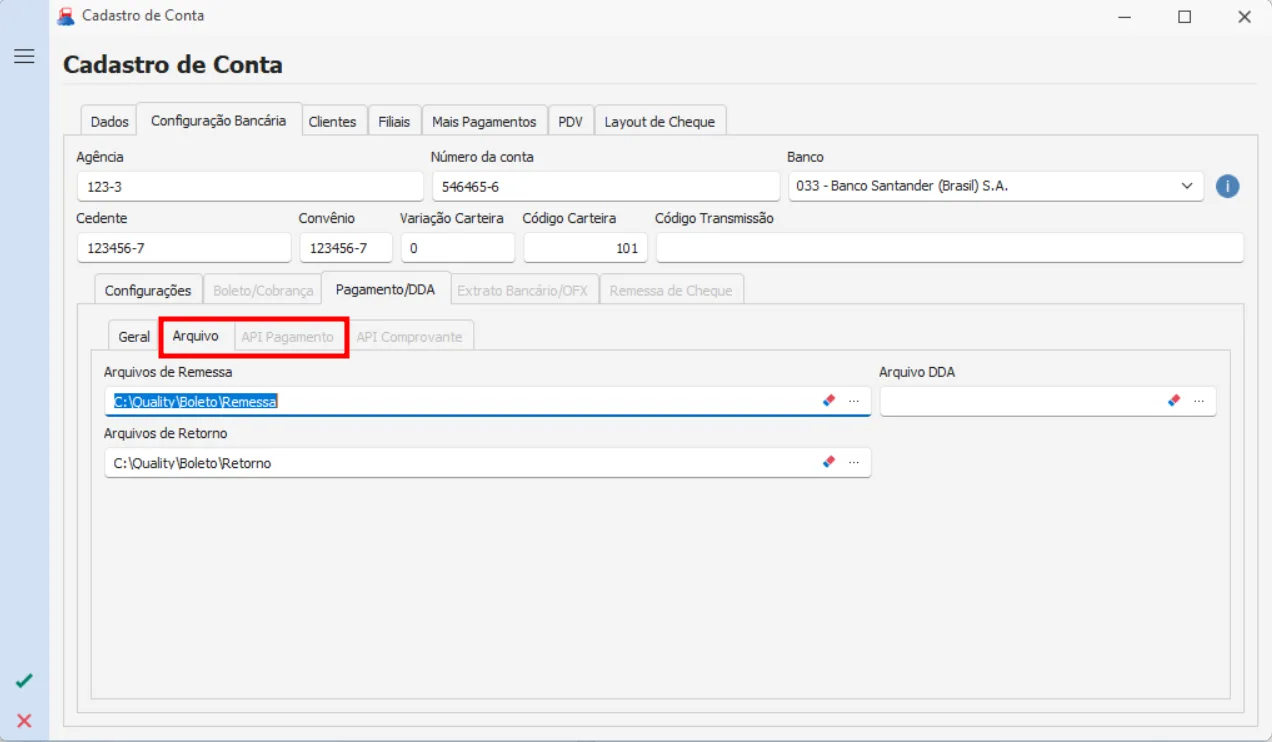 Cadastro de Conta
Cadastro de Conta
Dados Configuração Bancária Clientes Filiais Mais Pagamentos PDV Layout de Cheque
Agência Número da conta Banco
123-3 546465-6 033 - Banco Santander (Brasil) S.A. i
Cedente Convênio Variação Carteira Código Carteira Código Transmissão
123456-7 123456-7 0 101
Configurações Boleto/Cobrança Pagamento/DDA Extrato Bancário/OFX Remessa de Cheque
Geral Arquivo API Pagamento API Comprovante
Arquivos de Remessa Arquivo DDA
C:\Quality\Boleto\Remessa ... ...
Arquivos de Retorno
C:\Quality\Boleto\Retorno ...